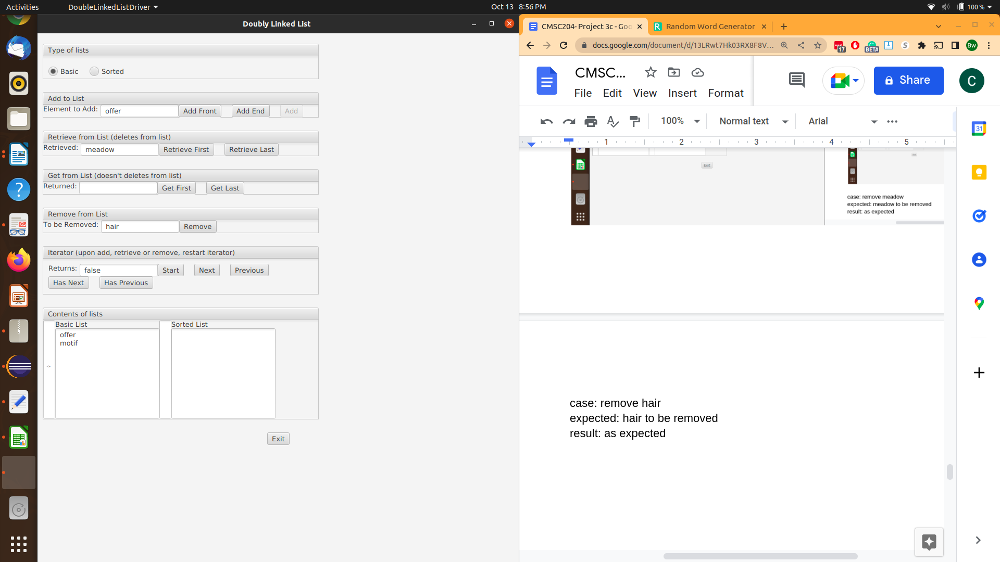 Activities
DoubleLinkedListDriver
Oct 13 8:56 PM
100 %
Doubly Linked List
Type of lists
Basic
Sorted
Add to List
Element to Add:
offer
Add Front
Add End
Add
Retrieve from List (deletes from list)
Retrieved:
meadow
Retrieve First
Retrieve Last
Get from List (doesn't deletes from list)
Returned:
Get First
Get Last
Remove from List
To be Removed:
hair
Remove
Iterator (upon add, retrieve or remove, restart iterator)
Returns:
false
Start
Next
Previous
Has Next
Has Previous
Contents of lists
Basic List
Sorted List
offer
motif
-->
Exit
CMSC204- Project 3c - Goo
Random Word Generator
docs.google.com/document/d/13LRwt7Hk03RX8F8V...
17
BETA
S
Bw
CMSC...
File
Edit
View
Insert
Format
Share
C
100%
Normal text
Arial
1
2
3
4
5
31
Exit
case: remove meadow
expected: meadow to be removed
result: as expected
case: remove hair
expected: hair to be removed
result: as expected